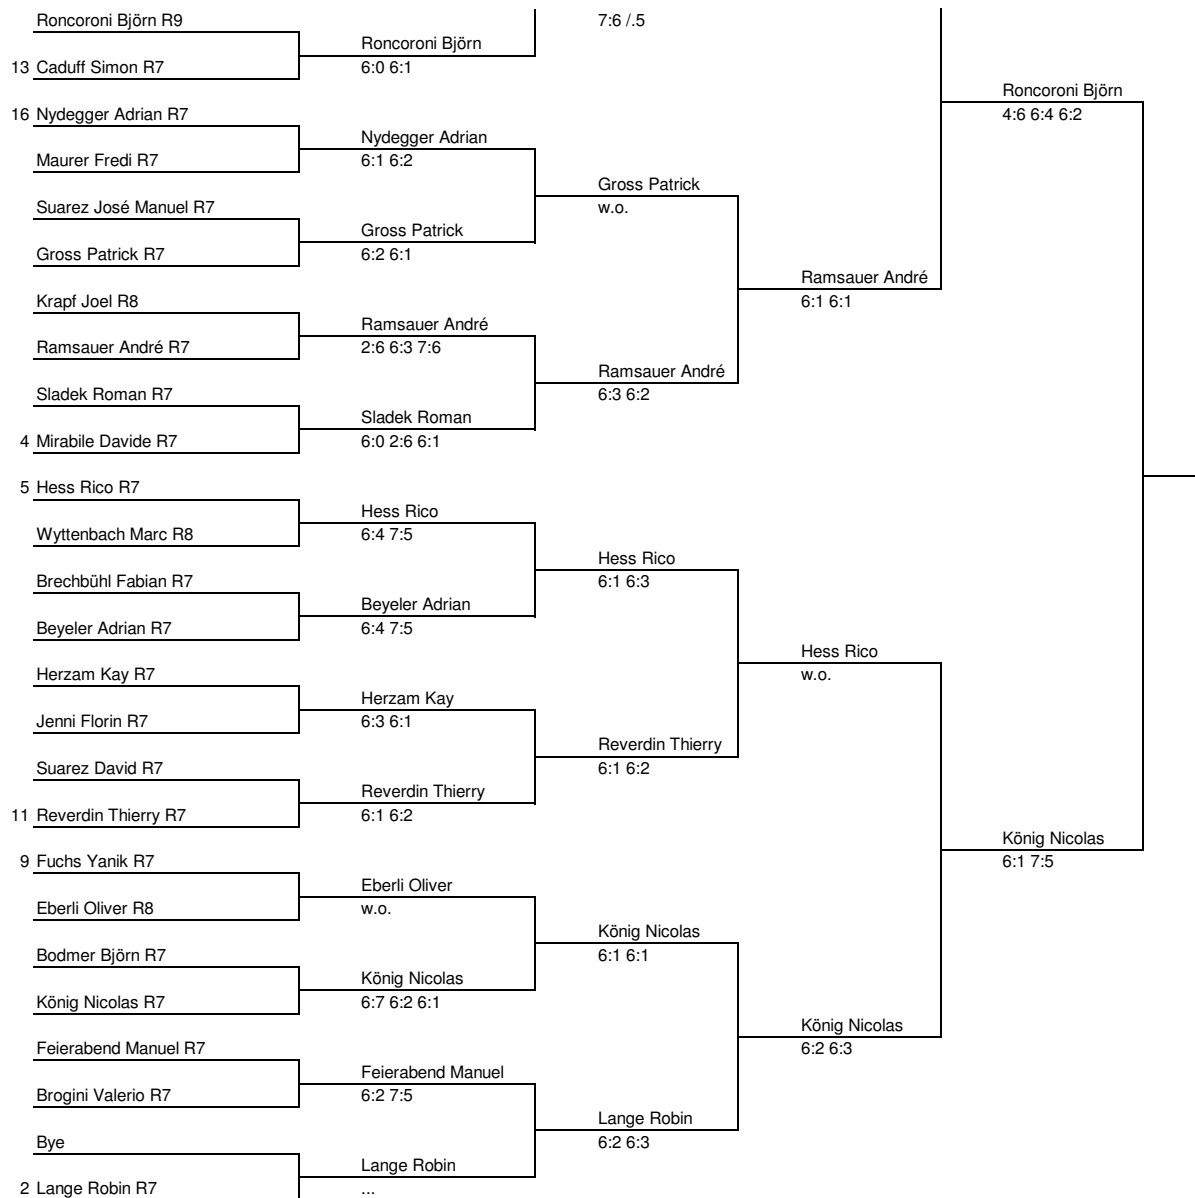 Roncoroni Björn R9
7:6 /.5
Roncoroni Björn
6:0 6:1
13 Caduff Simon R7
Roncoroni Björn
4:6 6:4 6:2
16 Nydegger Adrian R7
Nydegger Adrian
6:1 6:2
Maurer Fredi R7
Gross Patrick
w.o.
Suarez José Manuel R7
Gross Patrick
6:2 6:1
Gross Patrick R7
Ramsauer André
6:1 6:1
Krapf Joel R8
Ramsauer André
2:6 6:3 7:6
Ramsauer André R7
Ramsauer André
6:3 6:2
Sladek Roman R7
Sladek Roman
6:0 2:6 6:1
4 Mirabile Davide R7
5 Hess Rico R7
Hess Rico
6:4 7:5
Wyttenbach Marc R8
Hess Rico
6:1 6:3
Brechbühl Fabian R7
Beyeler Adrian
6:4 7:5
Beyeler Adrian R7
Hess Rico
w.o.
Herzam Kay R7
Herzam Kay
6:3 6:1
Jenni Florin R7
Reverdin Thierry
6:1 6:2
Suarez David R7
Reverdin Thierry
6:1 6:2
11 Reverdin Thierry R7
König Nicolas
6:1 7:5
9 Fuchs Yanik R7
Eberli Oliver
w.o.
Eberli Oliver R8
König Nicolas
6:1 6:1
Bodmer Björn R7
König Nicolas
6:7 6:2 6:1
König Nicolas R7
König Nicolas
6:2 6:3
Feierabend Manuel R7
Feierabend Manuel
6:2 7:5
Brogini Valerio R7
Lange Robin
6:2 6:3
Bye
Lange Robin
...
2 Lange Robin R7